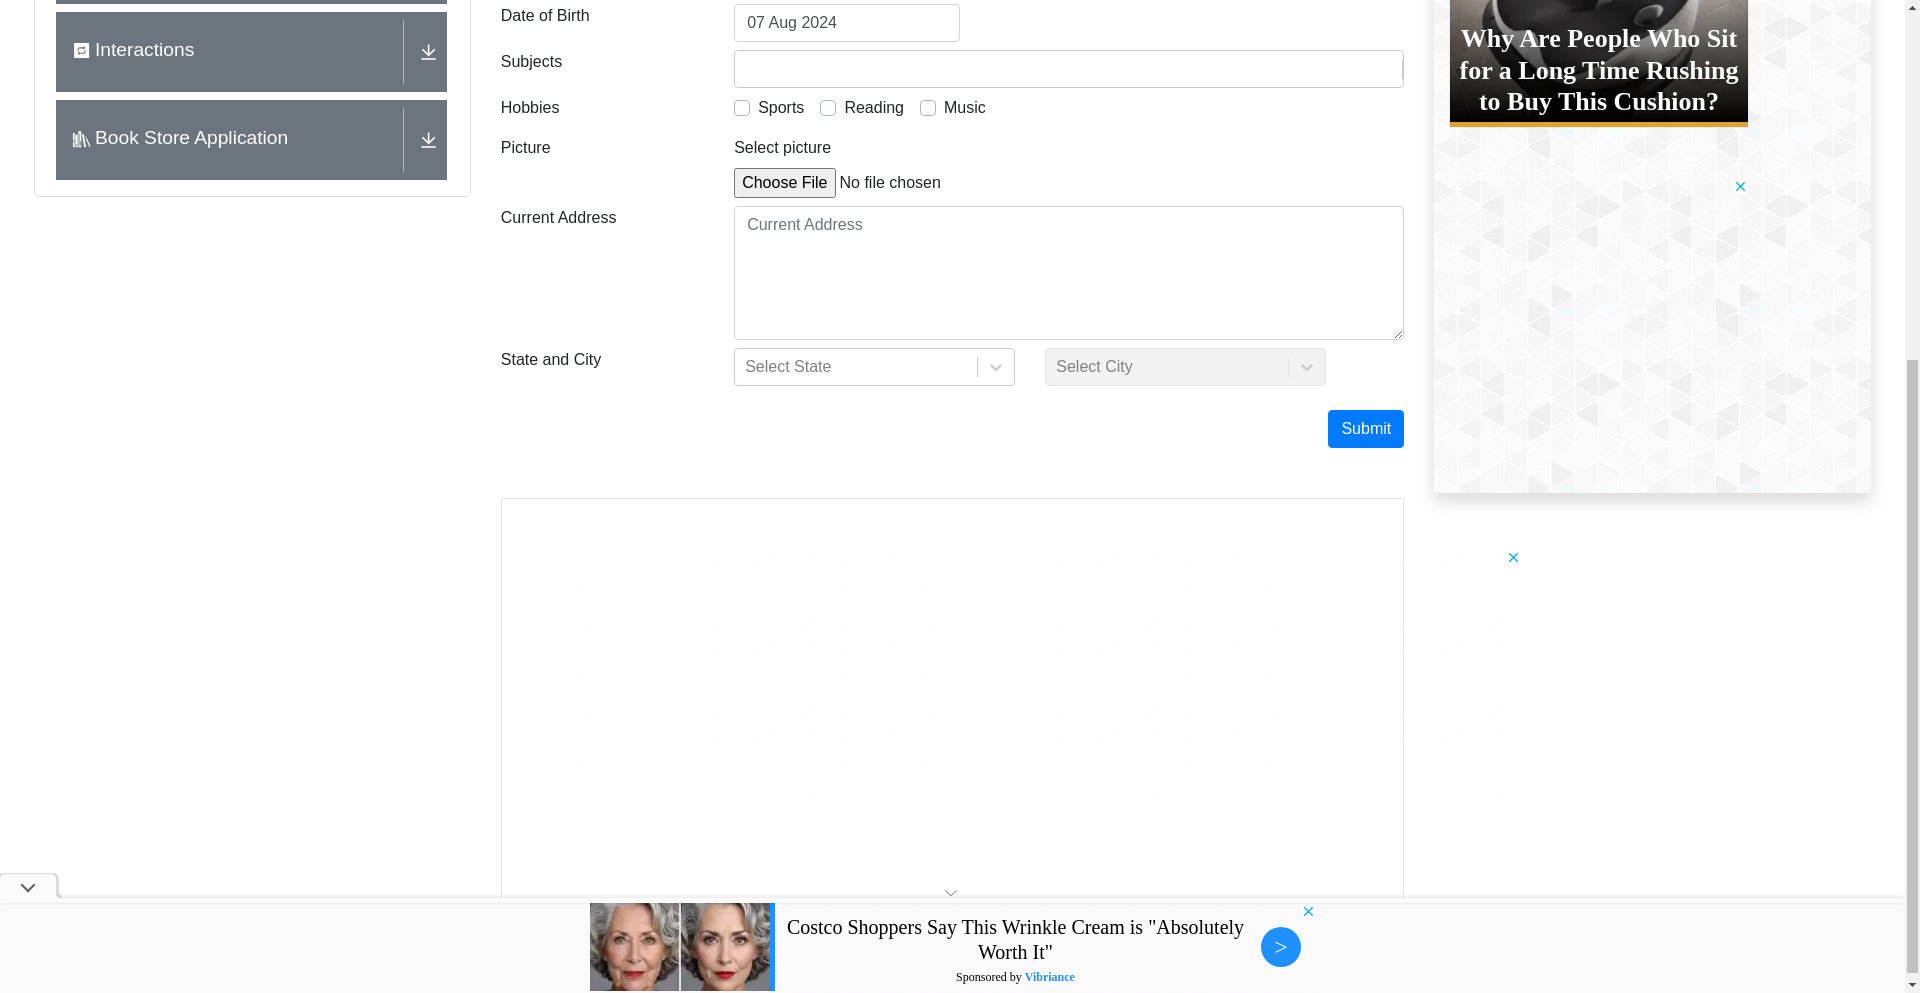 Interactions
Book Store Application
Date of Birth
07 Aug 2024
Subjects
Hobbies
Sports
Reading
Music
Picture
Select picture
Choose File
No file chosen
Current Address
Current Address
State and City
Select State
Select City
Submit
Why Are People Who Sit
for a Long Time Rushing
to Buy This Cushion?
Costco Shoppers Say This Wrinkle Cream is "Absolutely
Worth It"
Sponsored by Vibriance
>